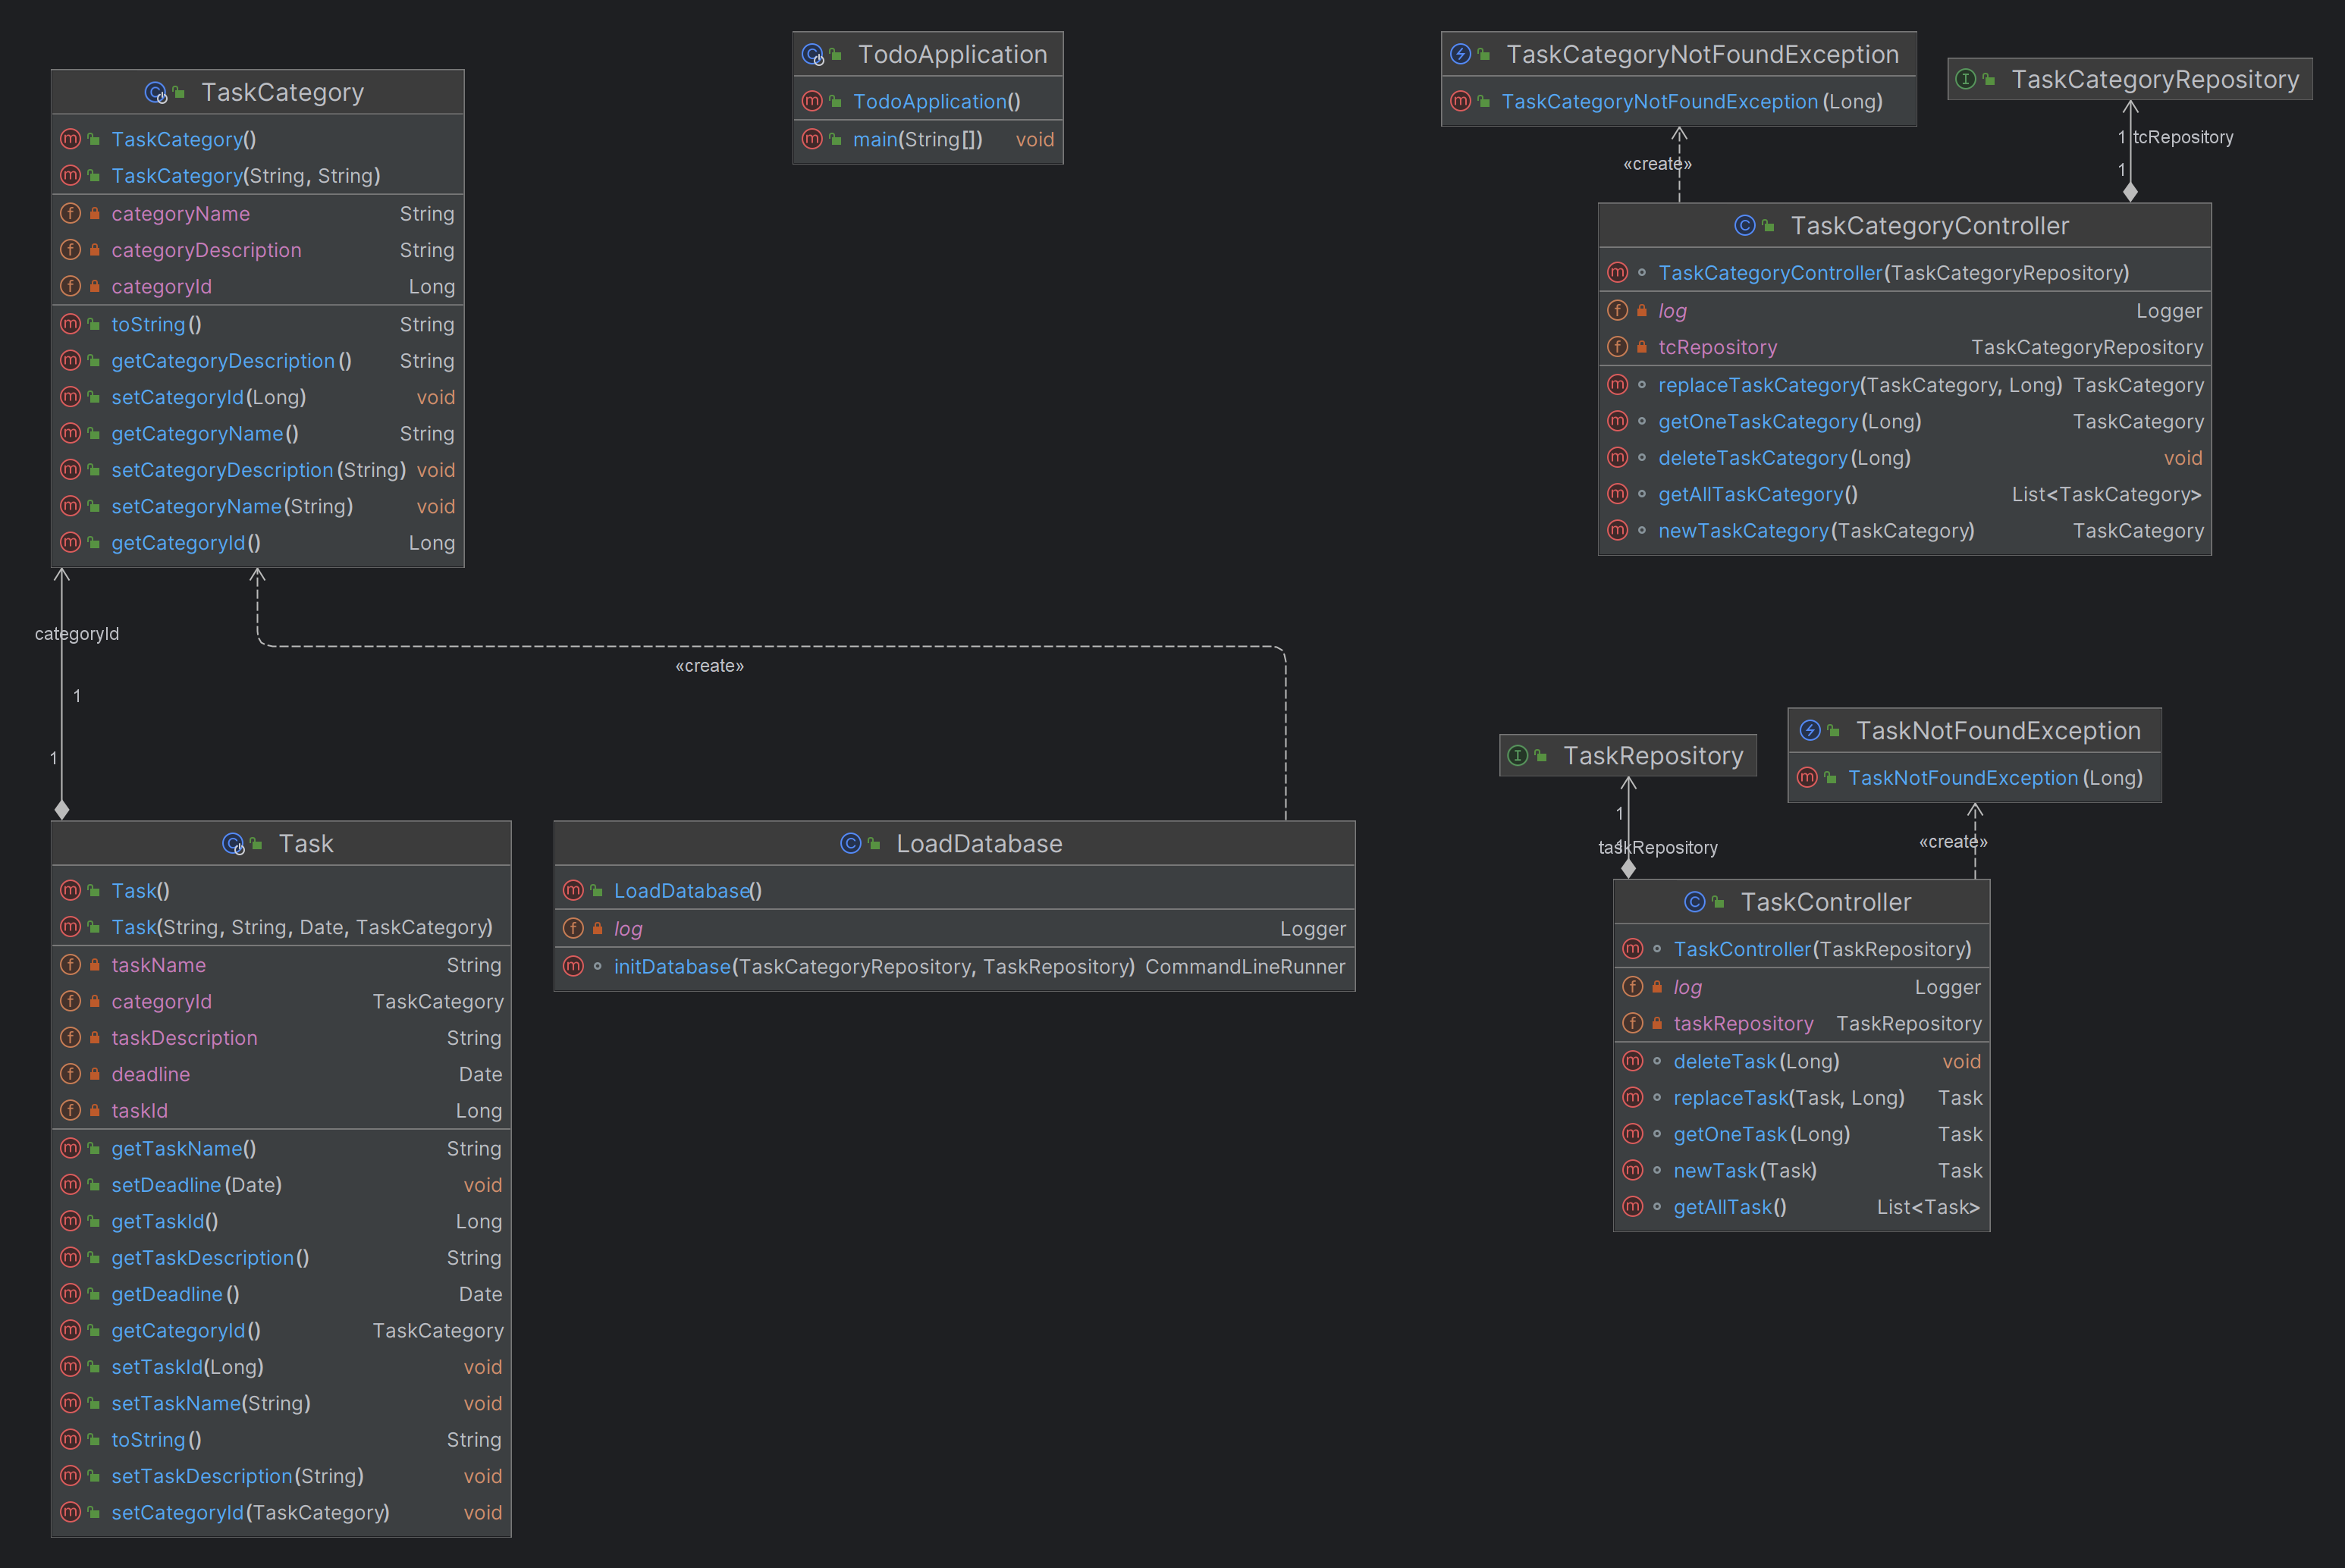 TaskCategory
TaskCategory()
TaskCategory(String, String)
categoryName String
categoryDescription String
categoryId Long
toString() String
getCategoryDescription() String
setCategoryId(Long) void
getCategoryName() String
setCategoryDescription(String) void
setCategoryName(String) void
getCategoryId() Long
TodoApplication
TodoApplication()
main(String[]) void
TaskCategoryNotFoundException
TaskCategoryNotFoundException(Long)
TaskCategoryRepository
1 tcRepository
1
«create»
TaskCategoryController
TaskCategoryController(TaskCategoryRepository)
log Logger
tcRepository TaskCategoryRepository
replaceTaskCategory(TaskCategory, Long) TaskCategory
getOneTaskCategory(Long) TaskCategory
deleteTaskCategory(Long) void
getAllTaskCategory() List<TaskCategory>
newTaskCategory(TaskCategory) TaskCategory
categoryId
1
1
«create»
Task
Task()
Task(String, String, Date, TaskCategory)
taskName String
categoryId TaskCategory
taskDescription String
deadline Date
taskId Long
getTaskName() String
setDeadline(Date) void
getTaskId() Long
getTaskDescription() String
getDeadline() Date
getCategoryId() TaskCategory
setTaskId(Long) void
setTaskName(String) void
toString() String
setTaskDescription(String) void
setCategoryId(TaskCategory) void
LoadDatabase
LoadDatabase()
log Logger
initDatabase(TaskCategoryRepository, TaskRepository) CommandLineRunner
TaskRepository
1
1
taskRepository
TaskNotFoundException
TaskNotFoundException(Long)
«create»
TaskController
TaskController(TaskRepository)
log Logger
taskRepository TaskRepository
deleteTask(Long) void
replaceTask(Task, Long) Task
getOneTask(Long) Task
newTask(Task) Task
getAllTask() List<Task>